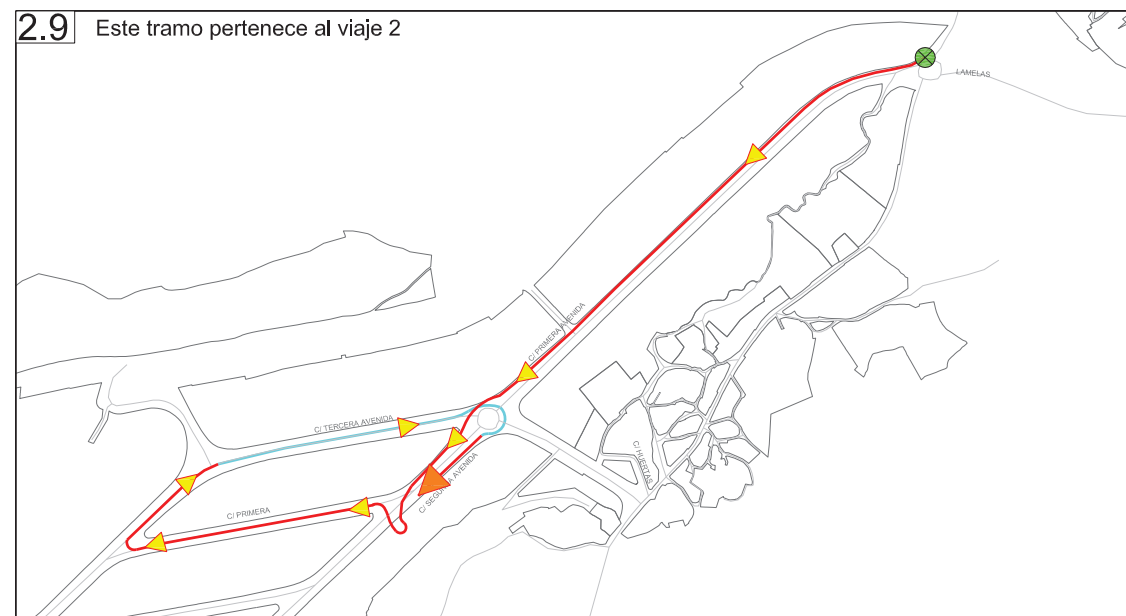 2.9 Este tramo pertenece al viaje 2
LAMELAS
C/ PRIMERA AVENIDA
C/ TERCERA AVENIDA
C/ HUERTAS
C/ PRIMERA